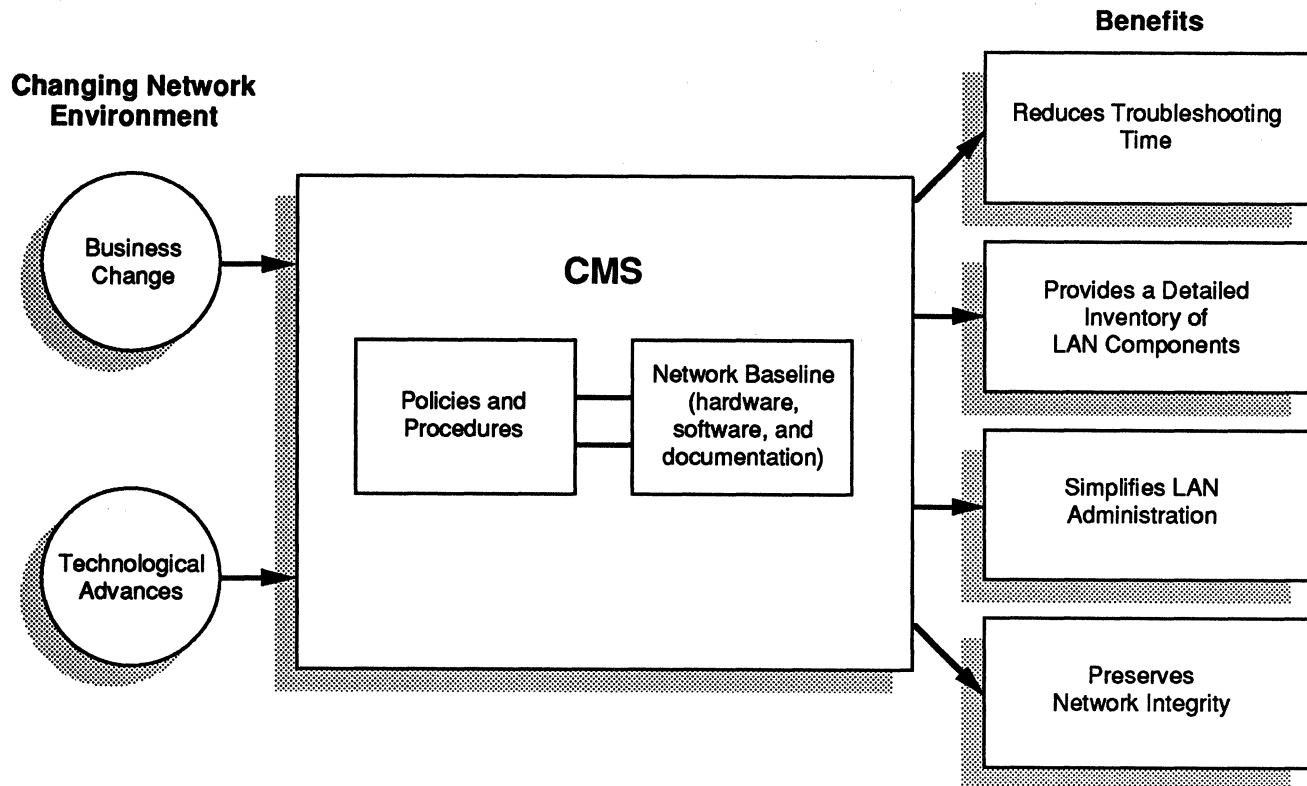 Changing Network
Environment
Business
Change
Technological
Advances
CMS
Policies and
Procedures
Network Baseline
(hardware,
software, and
documentation)
Benefits
Reduces Troubleshooting
Time
Provides a Detailed
Inventory of
LAN Components
Simplifies LAN
Administration
Preserves
Network Integrity